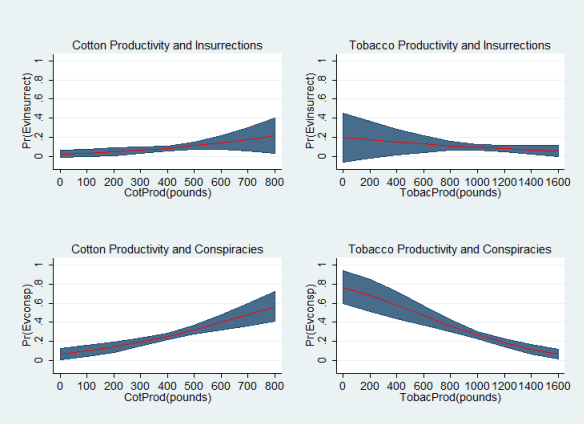 Cotton Productivity and Insurrections
Pr(Evinsurrect)
1
.8
.6
.4
.2
0
0 100 200 300 400 500 600 700 800
CotProd(pounds)
Tobacco Productivity and Insurrections
Pr(Evinsurrect)
1
.8
.6
.4
.2
0
0 200 400 600 800 1000 1200 1400 1600
TobacProd(pounds)
Cotton Productivity and Conspiracies
Pr(Evconsp)
1
.8
.6
.4
.2
0
0 100 200 300 400 500 600 700 800
CotProd(pounds)
Tobacco Productivity and Conspiracies
Pr(Evconsp)
1
.8
.6
.4
.2
0
0 200 400 600 800 1000 1200 1400 1600
TobacProd(pounds)